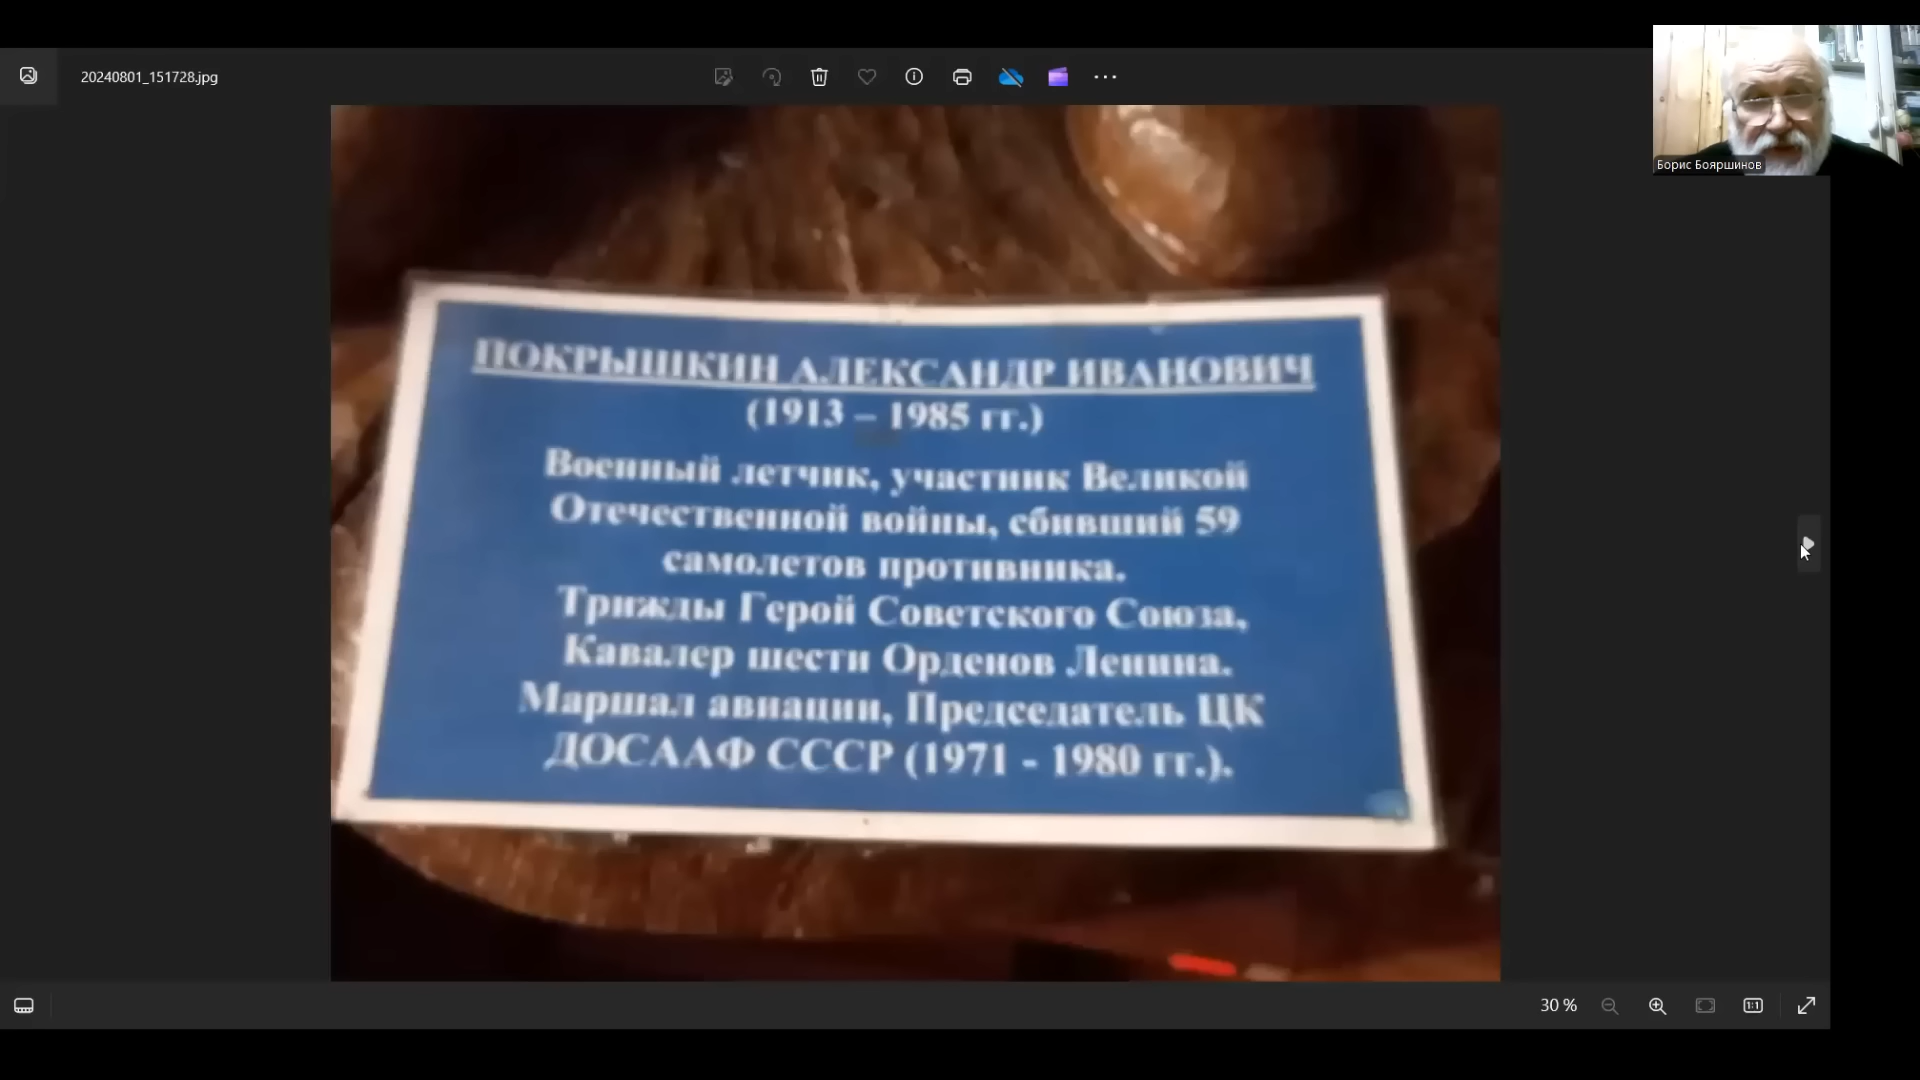 20240801_151728.jpg
Борис Бояршинов
ПОКРЫШКИН АЛЕКСАНДР ИВАНОВИЧ
(1913 – 1985 гг.)
Военный летчик, участник Великой
Отечественной войны, сбивший 59
самолетов противника.
Трижды Герой Советского Союза,
Кавалер шести Орденов Ленина.
Маршал авиации, Председатель ЦК
ДОСААФ СССР (1971 - 1980 гг.).
30 %
1:1